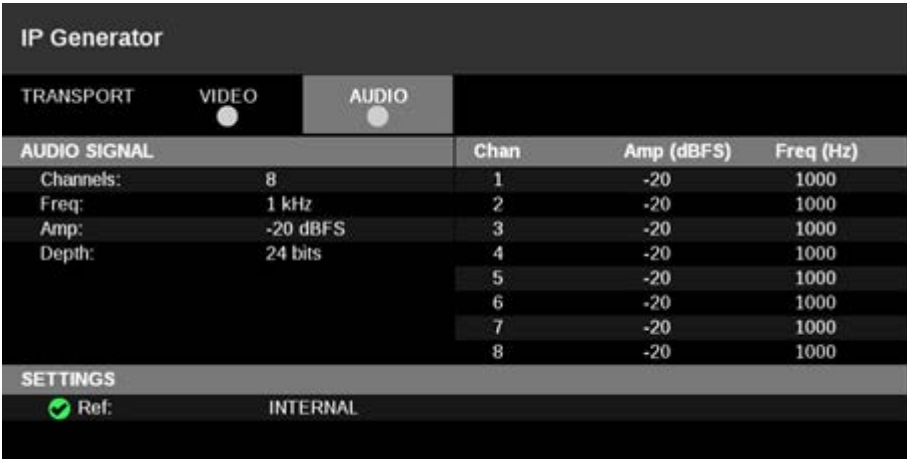 IP Generator
TRANSPORT VIDEO AUDIO
AUDIO SIGNAL Chan Amp (dBFS) Freq (Hz)
Channels: 8 1 -20 1000
Freq: 1 kHz 2 -20 1000
Amp: -20 dBFS 3 -20 1000
Depth: 24 bits 4 -20 1000
5 -20 1000
6 -20 1000
7 -20 1000
8 -20 1000
SETTINGS
Ref: INTERNAL